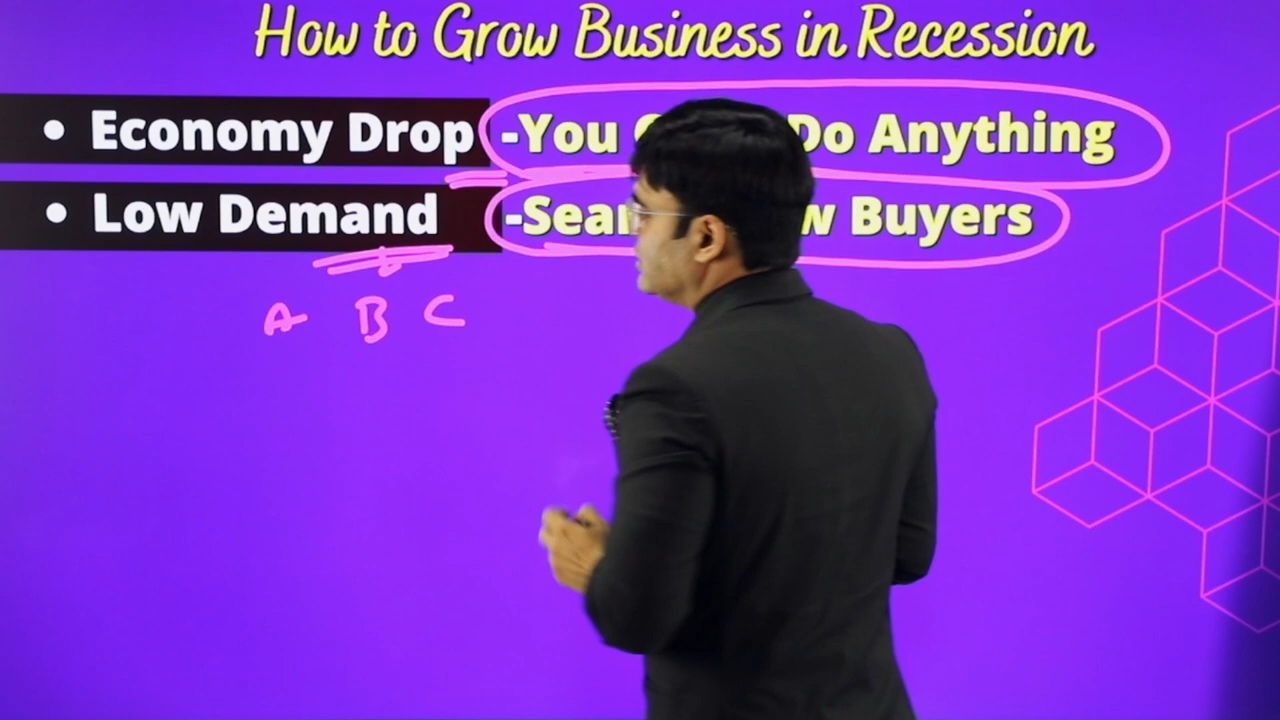 How to Grow Business in Recession
• Economy Drop -You Do Anything
• Low Demand - Buyers
A B C